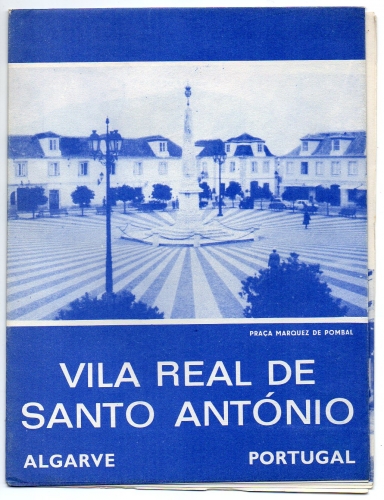 PRAÇA MARQUEZ DE POMBAL
VILA REAL DE
SANTO ANTÓNIO
ALGARVE PORTUGAL